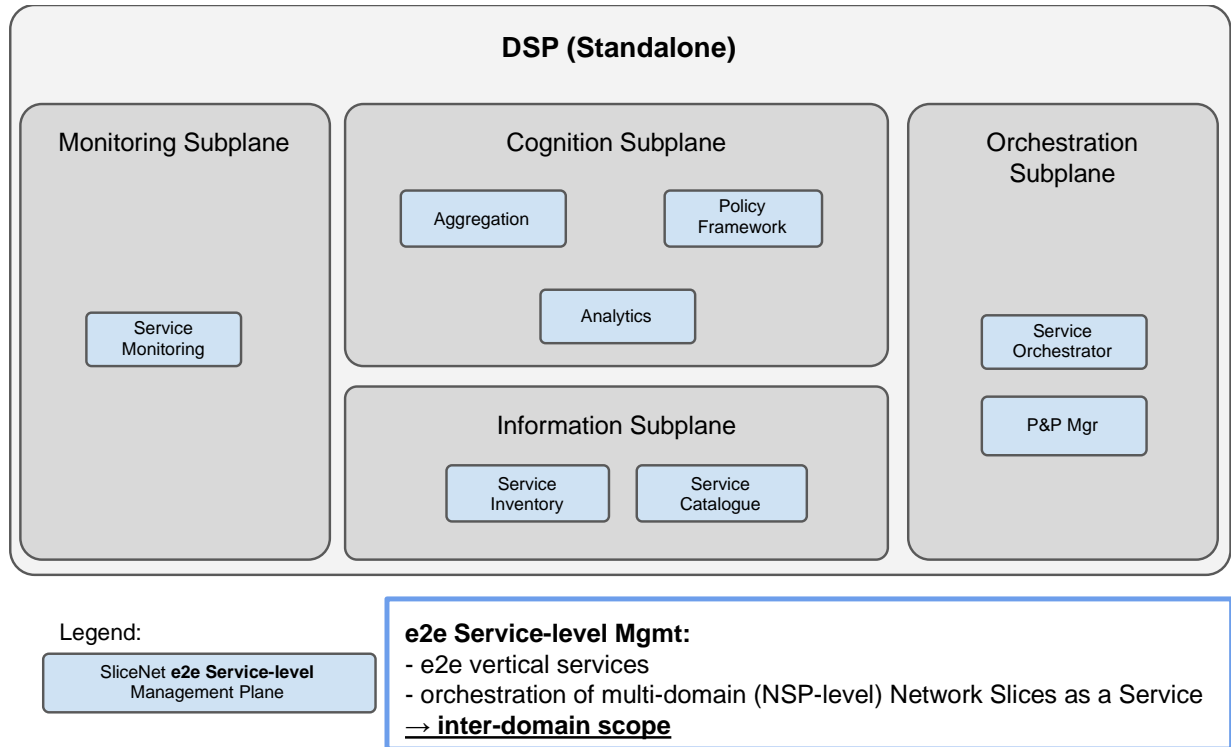 DSP (Standalone)
Monitoring Subplane
Service
Monitoring
Cognition Subplane
Aggregation
Policy
Framework
Analytics
Information Subplane
Service
Inventory
Service
Catalogue
Orchestration
Subplane
Service
Orchestrator
P&P Mgr
Legend:
SliceNet e2e Service-level
Management Plane
e2e Service-level Mgmt:
- e2e vertical services
- orchestration of multi-domain (NSP-level) Network Slices as a Service
→ inter-domain scope